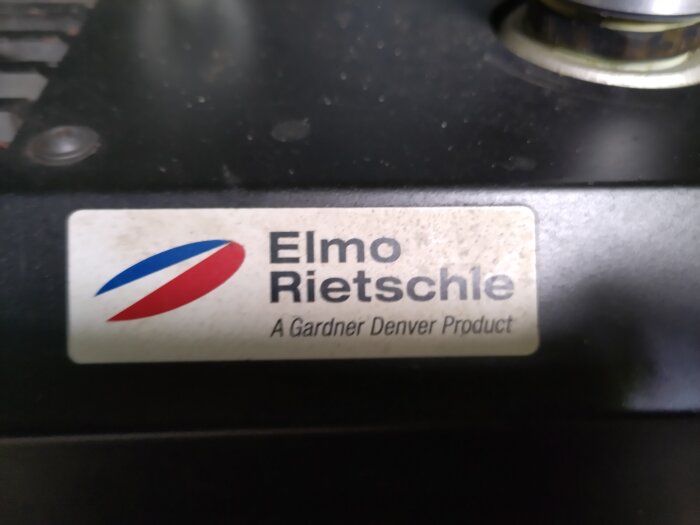 Elmo
Rietschle
A Gardner Denver Product